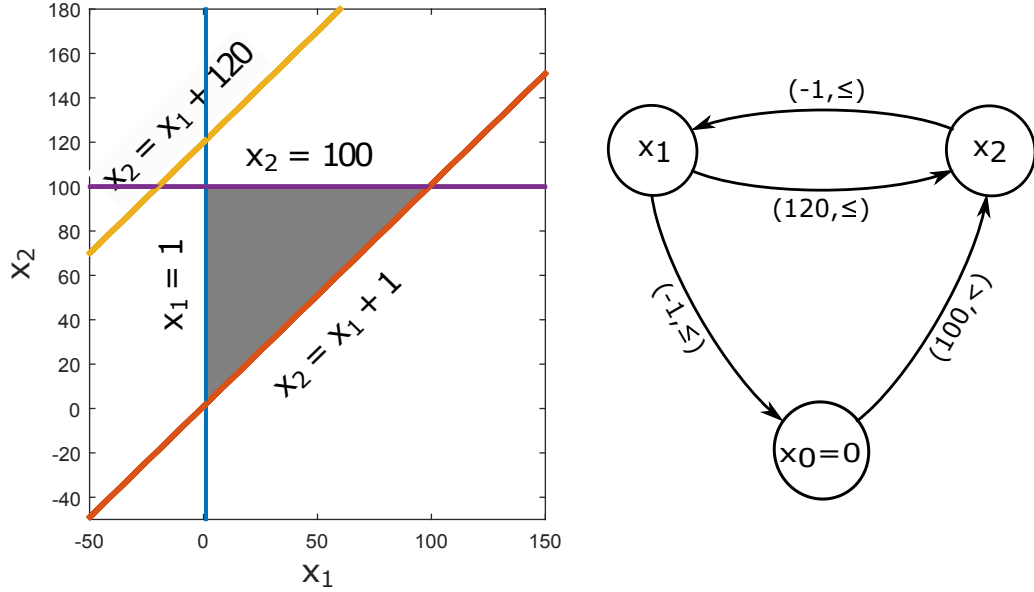 180
160
140
120
100
80
60
40
20
0
-20
-40
-50
0
50
100
150
x₂
x₁
x₂ = x₁ + 120
x₂ = 100
x₁ = 1
x₂ = x₁ + 1
(-1,≤)
x₁
x₂
(120,≤)
(-1,≤)
(100,<)
x₀=0